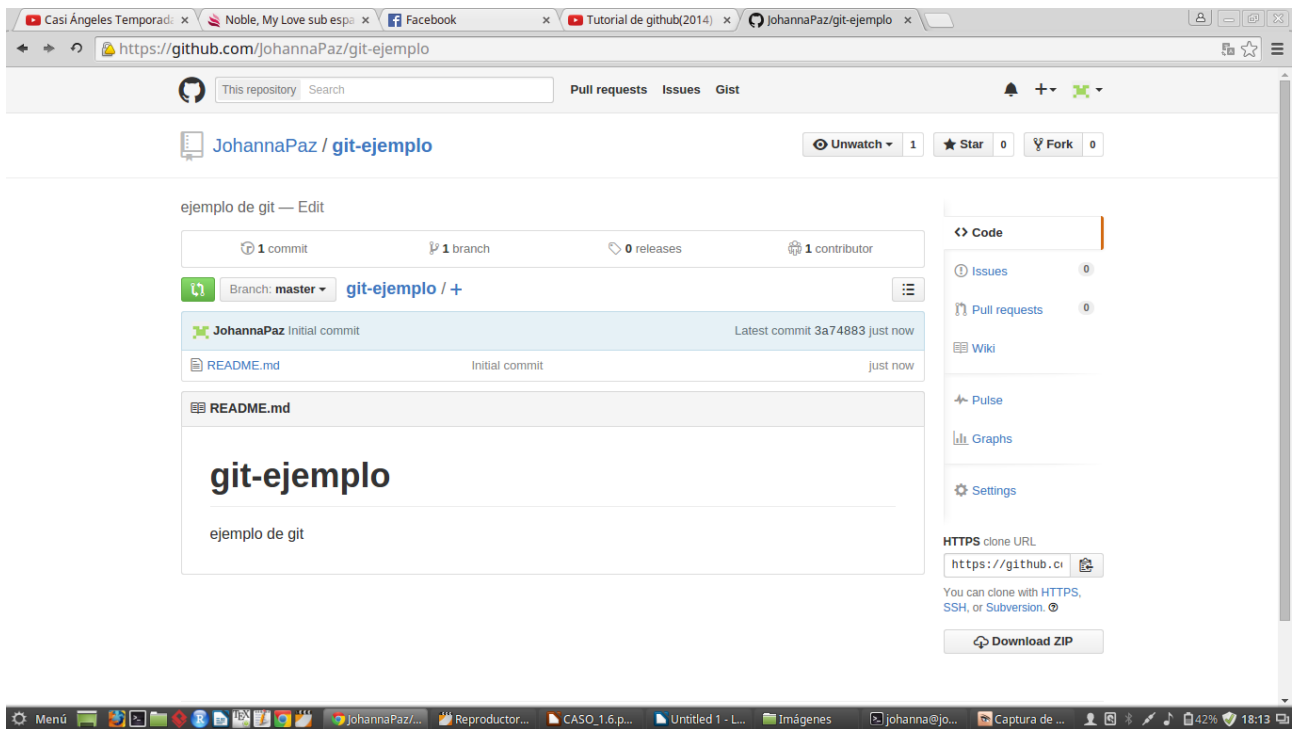 Casi Ángeles Temporada
Noble, My Love sub espa
Facebook
Tutorial de github(2014)
JohannaPaz/git-ejemplo
https://github.com/JohannaPaz/git-ejemplo
This repository Search
Pull requests Issues Gist
JohannaPaz / git-ejemplo
Unwatch 1
Star 0
Fork 0
ejemplo de git — Edit
1 commit
1 branch
0 releases
1 contributor
Branch: master
git-ejemplo / +
JohannaPaz Initial commit
Latest commit 3a74883 just now
README.md Initial commit just now
README.md
git-ejemplo
ejemplo de git
Code
Issues 0
Pull requests 0
Wiki
Pulse
Graphs
Settings
HTTPS clone URL
https://github.c
You can clone with HTTPS,
SSH, or Subversion.
Download ZIP
Menú
JohannaPaz/...
Reproductor...
CASO_1.6.p...
Untitled 1 - L...
Imágenes
johanna@jo...
Captura de ...
42%
18:13